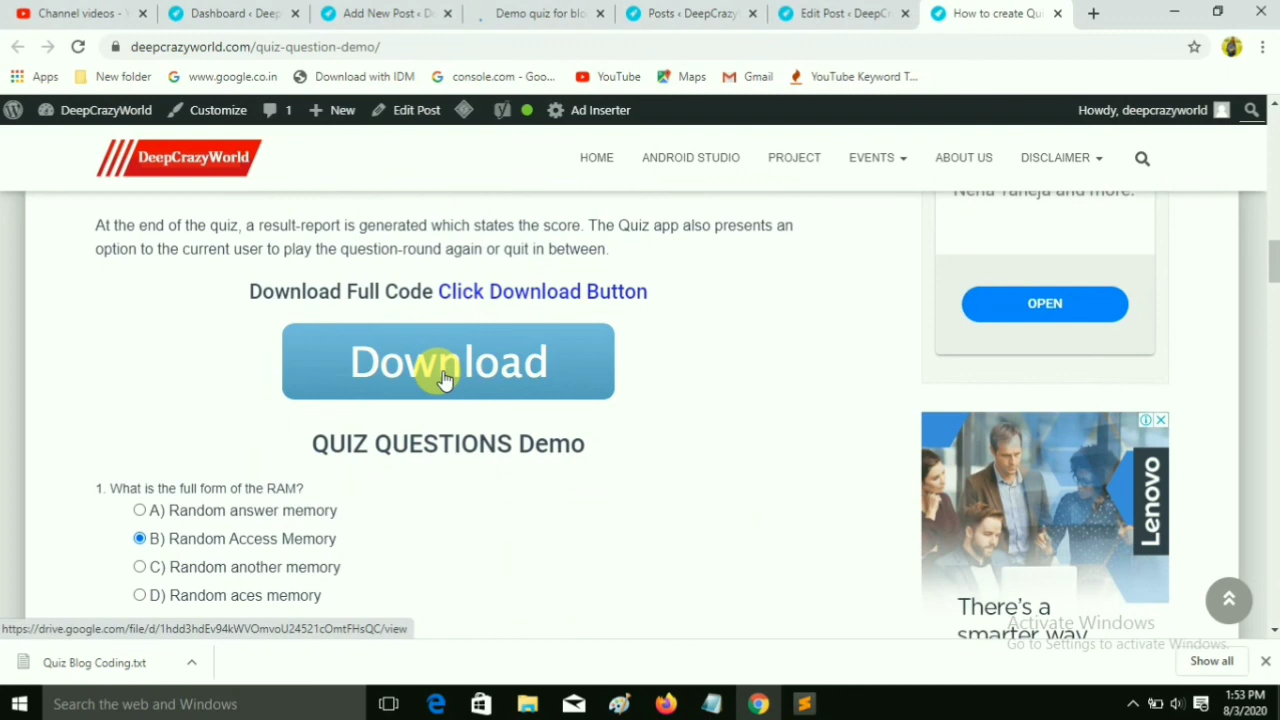 Channel videos - Y
Dashboard ‹ Deep
Add New Post ‹ D
Demo quiz for blo
Posts ‹ DeepCrazy
Edit Post ‹ DeepC
How to create Qu
deepcrazyworld.com/quiz-question-demo/
Apps
New folder
www.google.co.in
Download with IDM
console.com - Goo...
YouTube
Maps
Gmail
YouTube Keyword T...
DeepCrazyWorld
Customize
1
New
Edit Post
Ad Inserter
Howdy, deepcrazyworld
DeepCrazyWorld
HOME
ANDROID STUDIO
PROJECT
EVENTS
ABOUT US
DISCLAIMER
Neha Taneja and more.
OPEN
At the end of the quiz, a result-report is generated which states the score. The Quiz app also presents an
option to the current user to play the question-round again or quit in between.
Download Full Code Click Download Button
Download
QUIZ QUESTIONS Demo
1. What is the full form of the RAM?
A) Random answer memory
B) Random Access Memory
C) Random another memory
D) Random aces memory
Lenovo
There's a
smarter way
Activate Windows
Go to Settings to activate Windows.
https://drive.google.com/file/d/1hdd3hdEv94kWVOmvoU24521cOmtFHsQC/view
Quiz Blog Coding.txt
Show all
Search the web and Windows
1:53 PM
8/3/2020